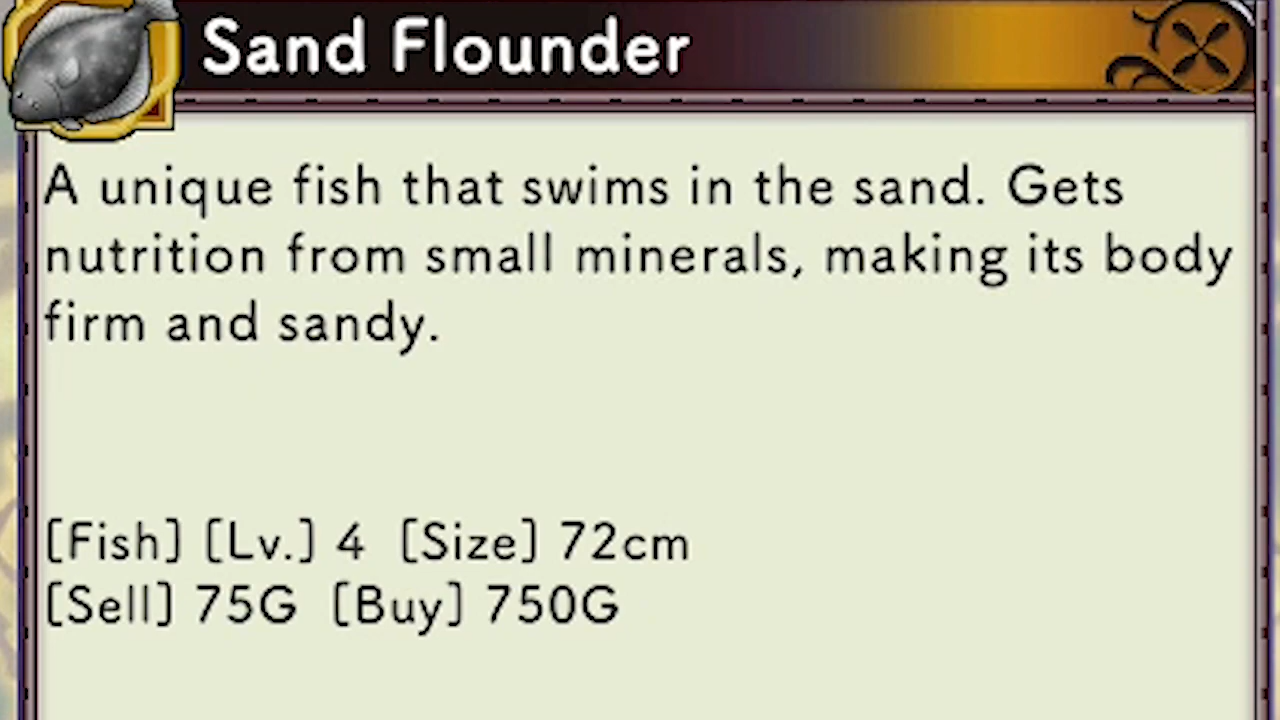 Sand Flounder
A unique fish that swims in the sand. Gets
nutrition from small minerals, making its body
firm and sandy.
[Fish] [Lv.] 4 [Size] 72cm
[Sell] 75G [Buy] 750G